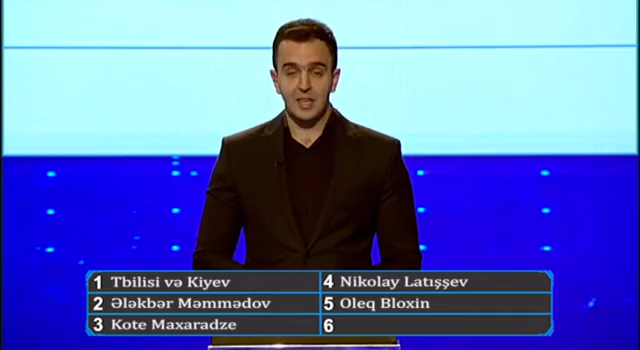 1 Tbilisi və Kiyev
2 Ələkbər Məmmədov
3 Kote Maxaradze
4 Nikolay Latışşev
5 Oleq Bloxin
6